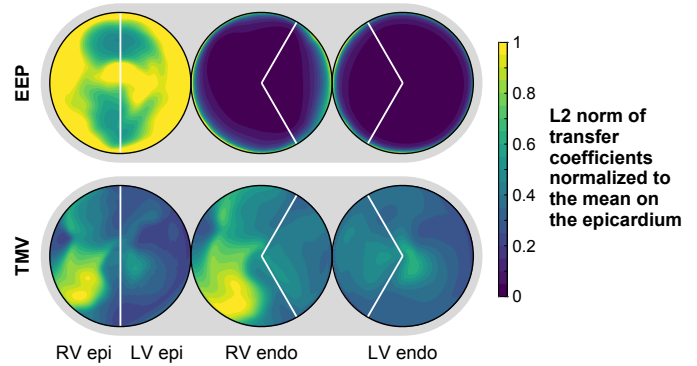 EEP
TMV
RV epi
LV epi
RV endo
LV endo
1
0.8
0.6
0.4
0.2
0
L2 norm of
transfer
coefficients
normalized to
the mean on
the epicardium